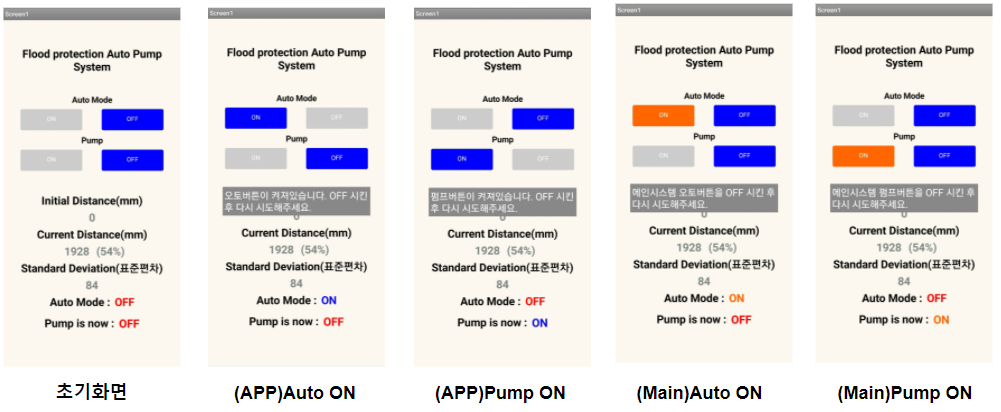 Screen1
Flood protection Auto Pump
System
Auto Mode
ON OFF
Pump
ON OFF
Initial Distance(mm)
0
Current Distance(mm)
1928 (54%)
Standard Deviation(표준편차)
84
Auto Mode : OFF
Pump is now : OFF
초기화면
Screen1
Flood protection Auto Pump
System
Auto Mode
ON OFF
Pump
ON OFF
오토버튼이 켜져있습니다. OFF 시킨
후 다시 시도해주세요.
0
Current Distance(mm)
1928 (54%)
Standard Deviation(표준편차)
84
Auto Mode : ON
Pump is now : OFF
(APP)Auto ON
Screen1
Flood protection Auto Pump
System
Auto Mode
ON OFF
Pump
ON OFF
펌프버튼이 켜져있습니다. OFF 시킨
후 다시 시도해주세요.
0
Current Distance(mm)
1928 (54%)
Standard Deviation(표준편차)
84
Auto Mode : OFF
Pump is now : ON
(APP)Pump ON
Screen1
Flood protection Auto Pump
System
Auto Mode
ON OFF
Pump
ON OFF
메인시스템 오토버튼을 OFF 시킨 후
다시 시도해주세요.
0
Current Distance(mm)
1928 (54%)
Standard Deviation(표준편차)
84
Auto Mode : ON
Pump is now : OFF
(Main)Auto ON
Screen1
Flood protection Auto Pump
System
Auto Mode
ON OFF
Pump
ON OFF
메인시스템 펌프버튼을 OFF 시킨 후
다시 시도해주세요.
0
Current Distance(mm)
1928 (54%)
Standard Deviation(표준편차)
84
Auto Mode : OFF
Pump is now : ON
(Main)Pump ON